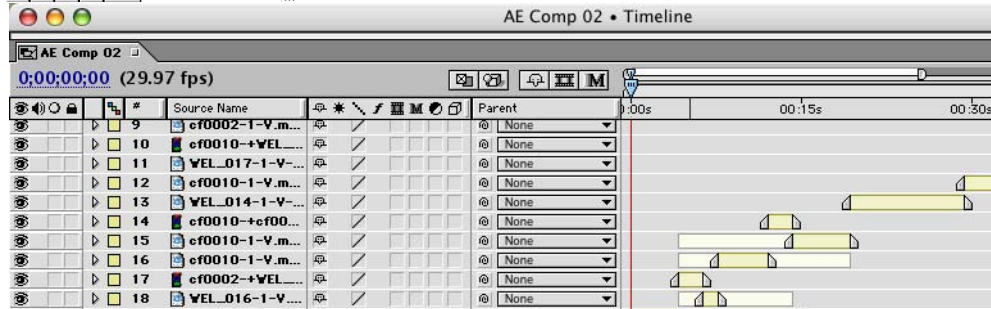 AE Comp 02 • Timeline
AE Comp 02
0;00;00;00 (29.97 fps) M
# Source Name M Parent 0:00s 00:15s 00:30s
9 cf0002-1-V.m... None
10 cf0010-+VEL_... None
11 VEL_017-1-V-... None
12 cf0010-1-V.m... None
13 VEL_014-1-V-... None
14 cf0010-+cf00... None
15 cf0010-1-V.m... None
16 cf0010-1-V.m... None
17 cf0002-+VEL_... None
18 VEL_016-1-V.... None